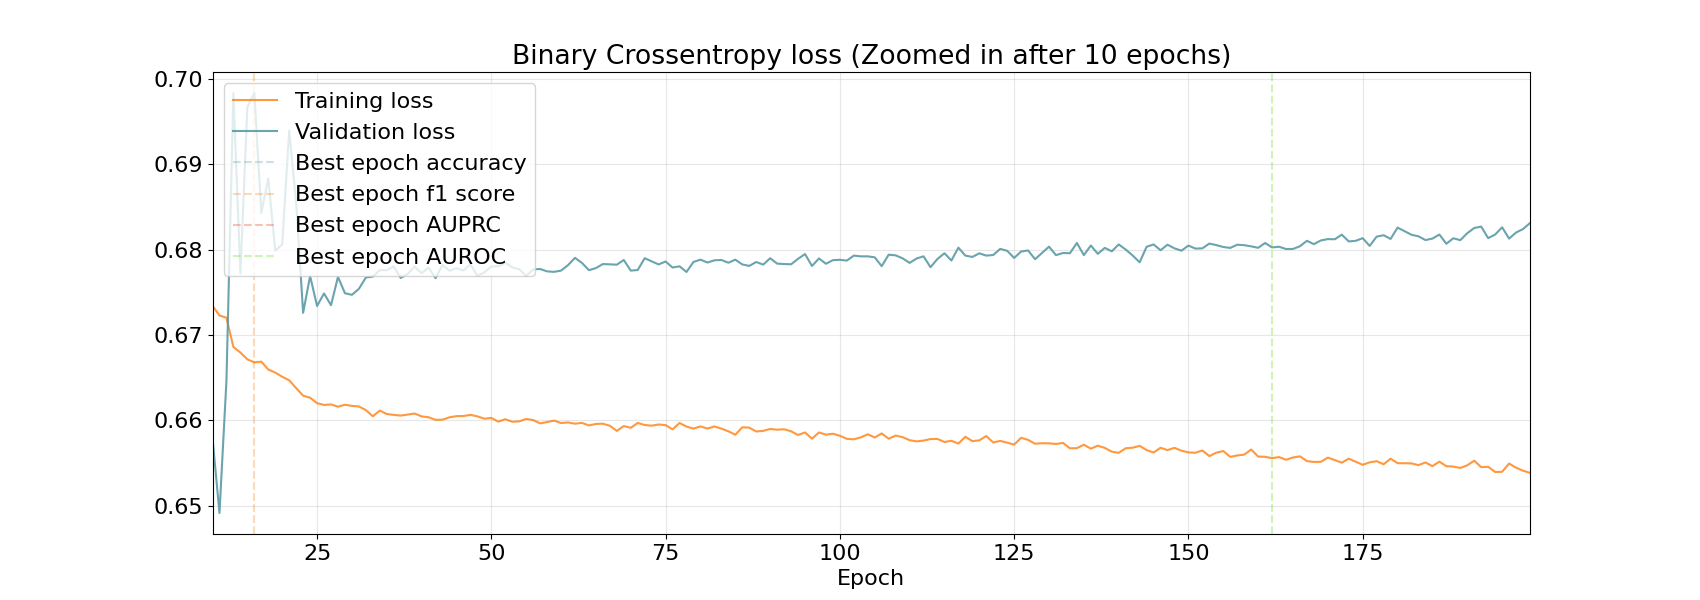 Binary Crossentropy loss (Zoomed in after 10 epochs)
0.70
0.69
0.68
0.67
0.66
0.65
Training loss
Validation loss
Best epoch accuracy
Best epoch f1 score
Best epoch AUPRC
Best epoch AUROC
25 50 75 100 125 150 175
Epoch